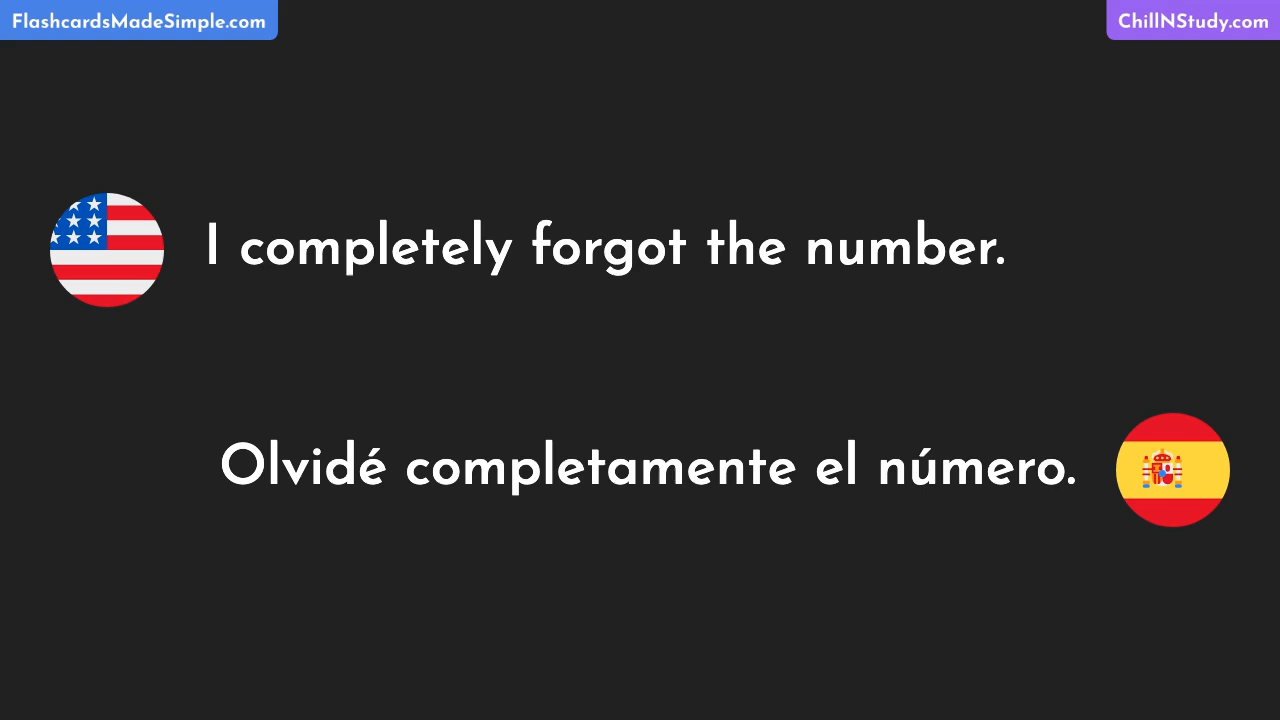 FlashcardsMadeSimple.com
ChillNStudy.com
I completely forgot the number.
Olvidé completamente el número.